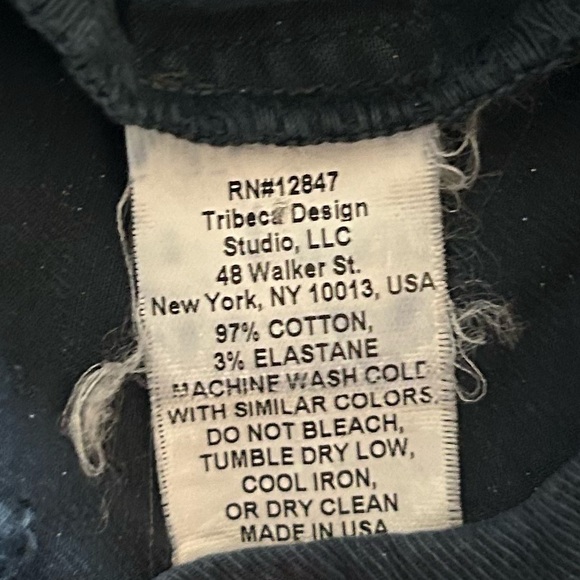 RN#12847
Tribeca Design
Studio, LLC
48 Walker St.
New York, NY 10013, USA
97% COTTON,
3% ELASTANE
MACHINE WASH COLD
WITH SIMILAR COLORS,
DO NOT BLEACH,
TUMBLE DRY LOW,
COOL IRON,
OR DRY CLEAN
MADE IN USA